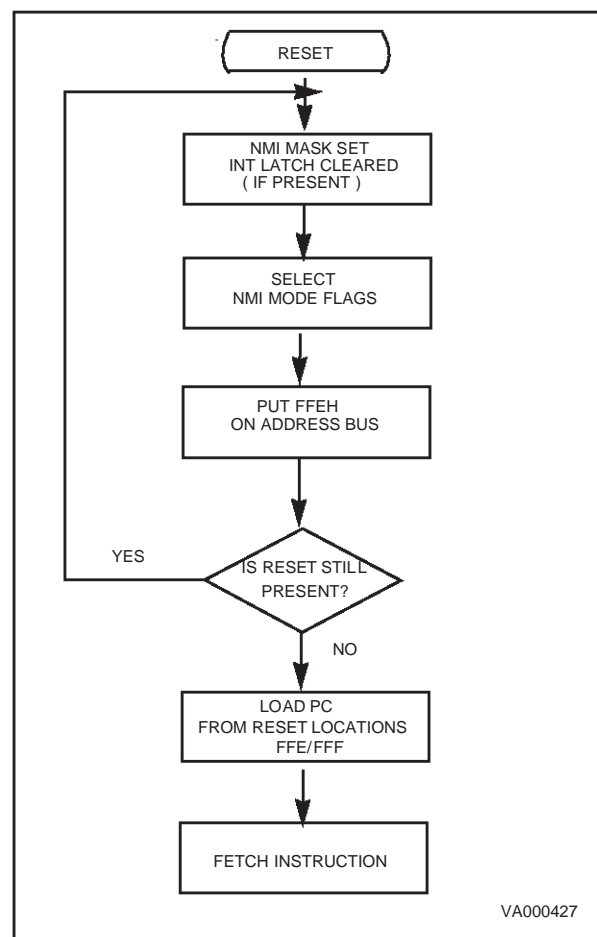 RESET
NMI MASK SET
INT LATCH CLEARED
( IF PRESENT )
SELECT
NMI MODE FLAGS
PUT FFEH
ON ADDRESS BUS
YES
IS RESET STILL
PRESENT?
NO
LOAD PC
FROM RESET LOCATIONS
FFE/FFF
FETCH INSTRUCTION
VA000427